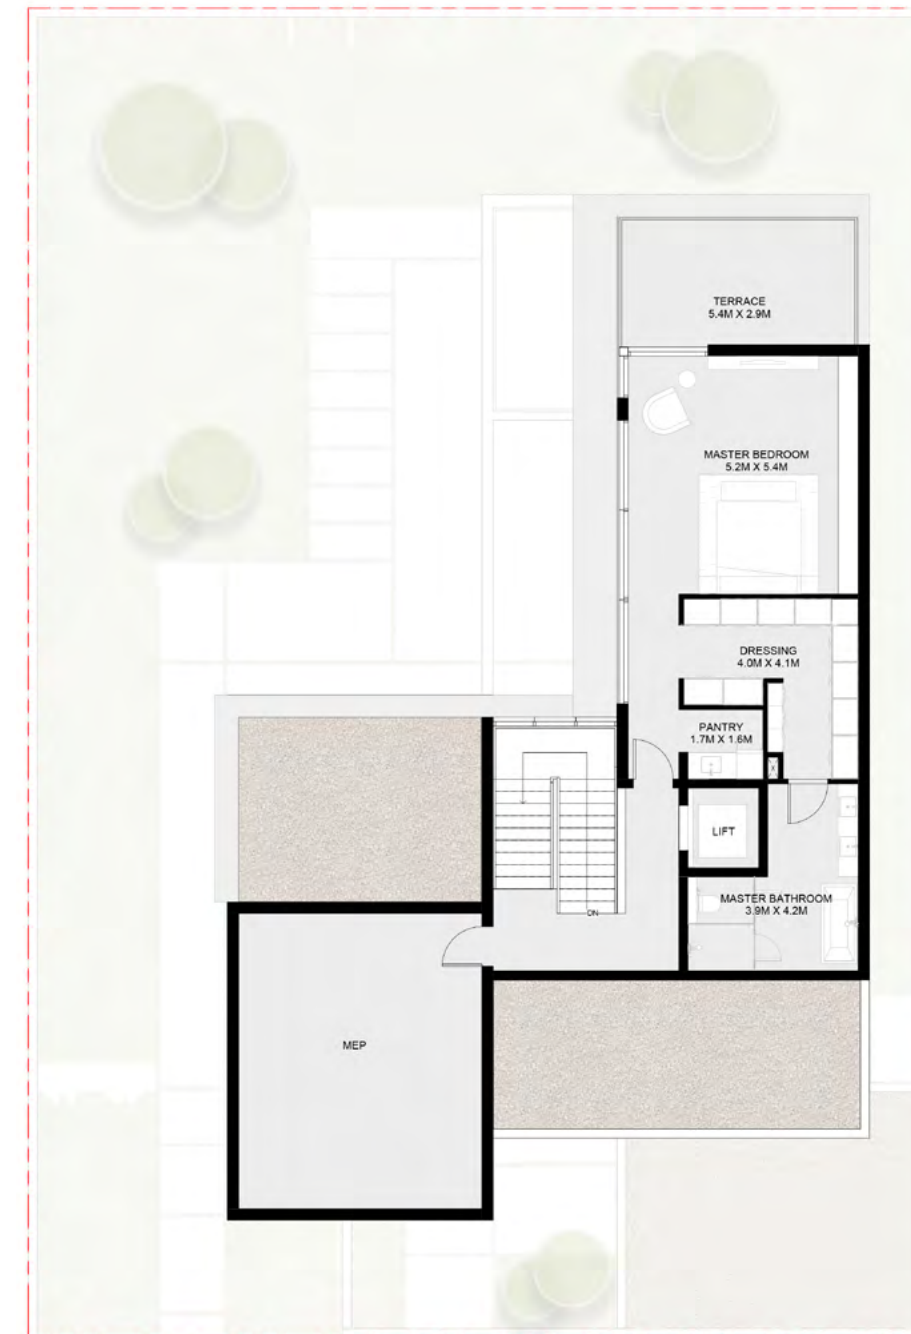 TERRACE
5.4M X 2.9M
MASTER BEDROOM
5.2M X 5.4M
DRESSING
4.0M X 4.1M
PANTRY
1.7M X 1.6M
LIFT
MASTER BATHROOM
3.9M X 4.2M
DN
MEP